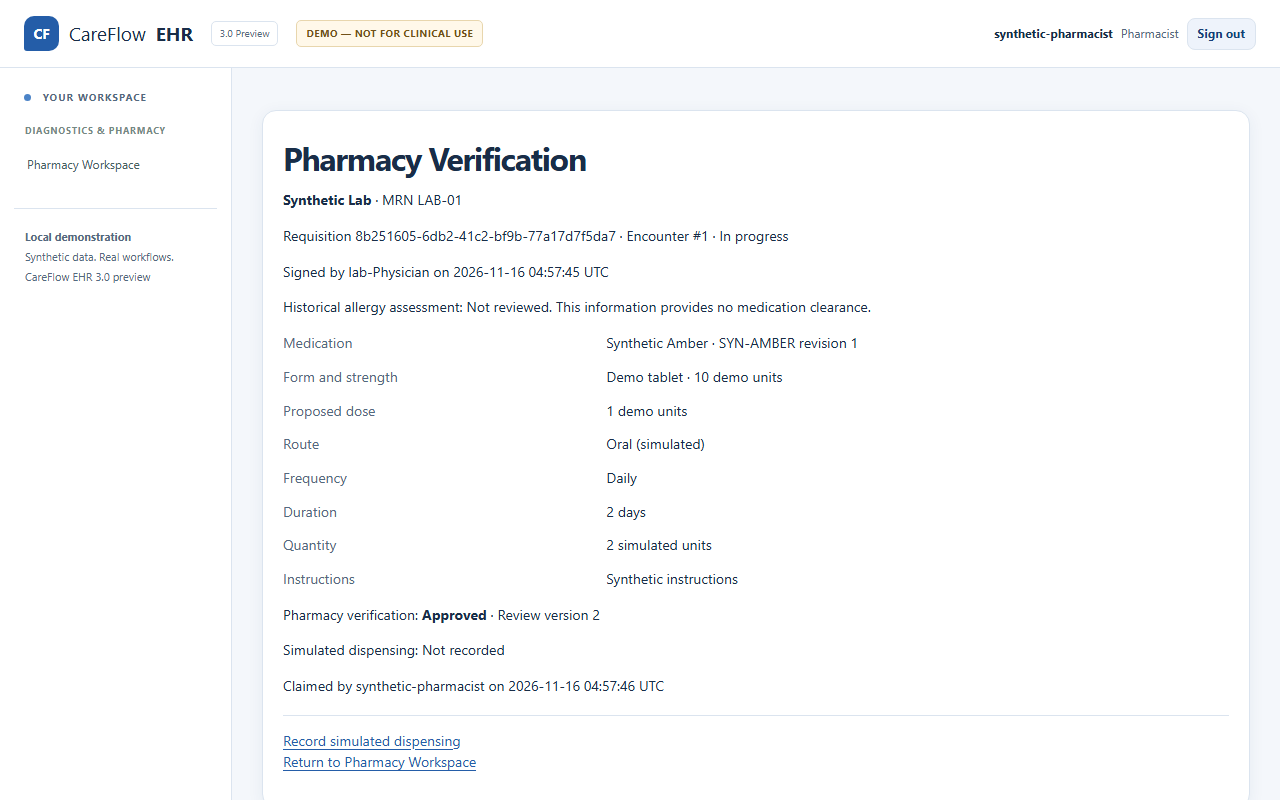 CF CareFlow EHR 3.0 Preview DEMO — NOT FOR CLINICAL USE synthetic-pharmacist Pharmacist Sign out
YOUR WORKSPACE
DIAGNOSTICS & PHARMACY
Pharmacy Workspace
Local demonstration
Synthetic data. Real workflows.
CareFlow EHR 3.0 preview
Pharmacy Verification
Synthetic Lab · MRN LAB-01
Requisition 8b251605-6db2-41c2-bf9b-77a17d7f5da7 · Encounter #1 · In progress
Signed by lab-Physician on 2026-11-16 04:57:45 UTC
Historical allergy assessment: Not reviewed. This information provides no medication clearance.
Medication Synthetic Amber · SYN-AMBER revision 1
Form and strength Demo tablet · 10 demo units
Proposed dose 1 demo units
Route Oral (simulated)
Frequency Daily
Duration 2 days
Quantity 2 simulated units
Instructions Synthetic instructions
Pharmacy verification: Approved · Review version 2
Simulated dispensing: Not recorded
Claimed by synthetic-pharmacist on 2026-11-16 04:57:46 UTC
Record simulated dispensing
Return to Pharmacy Workspace